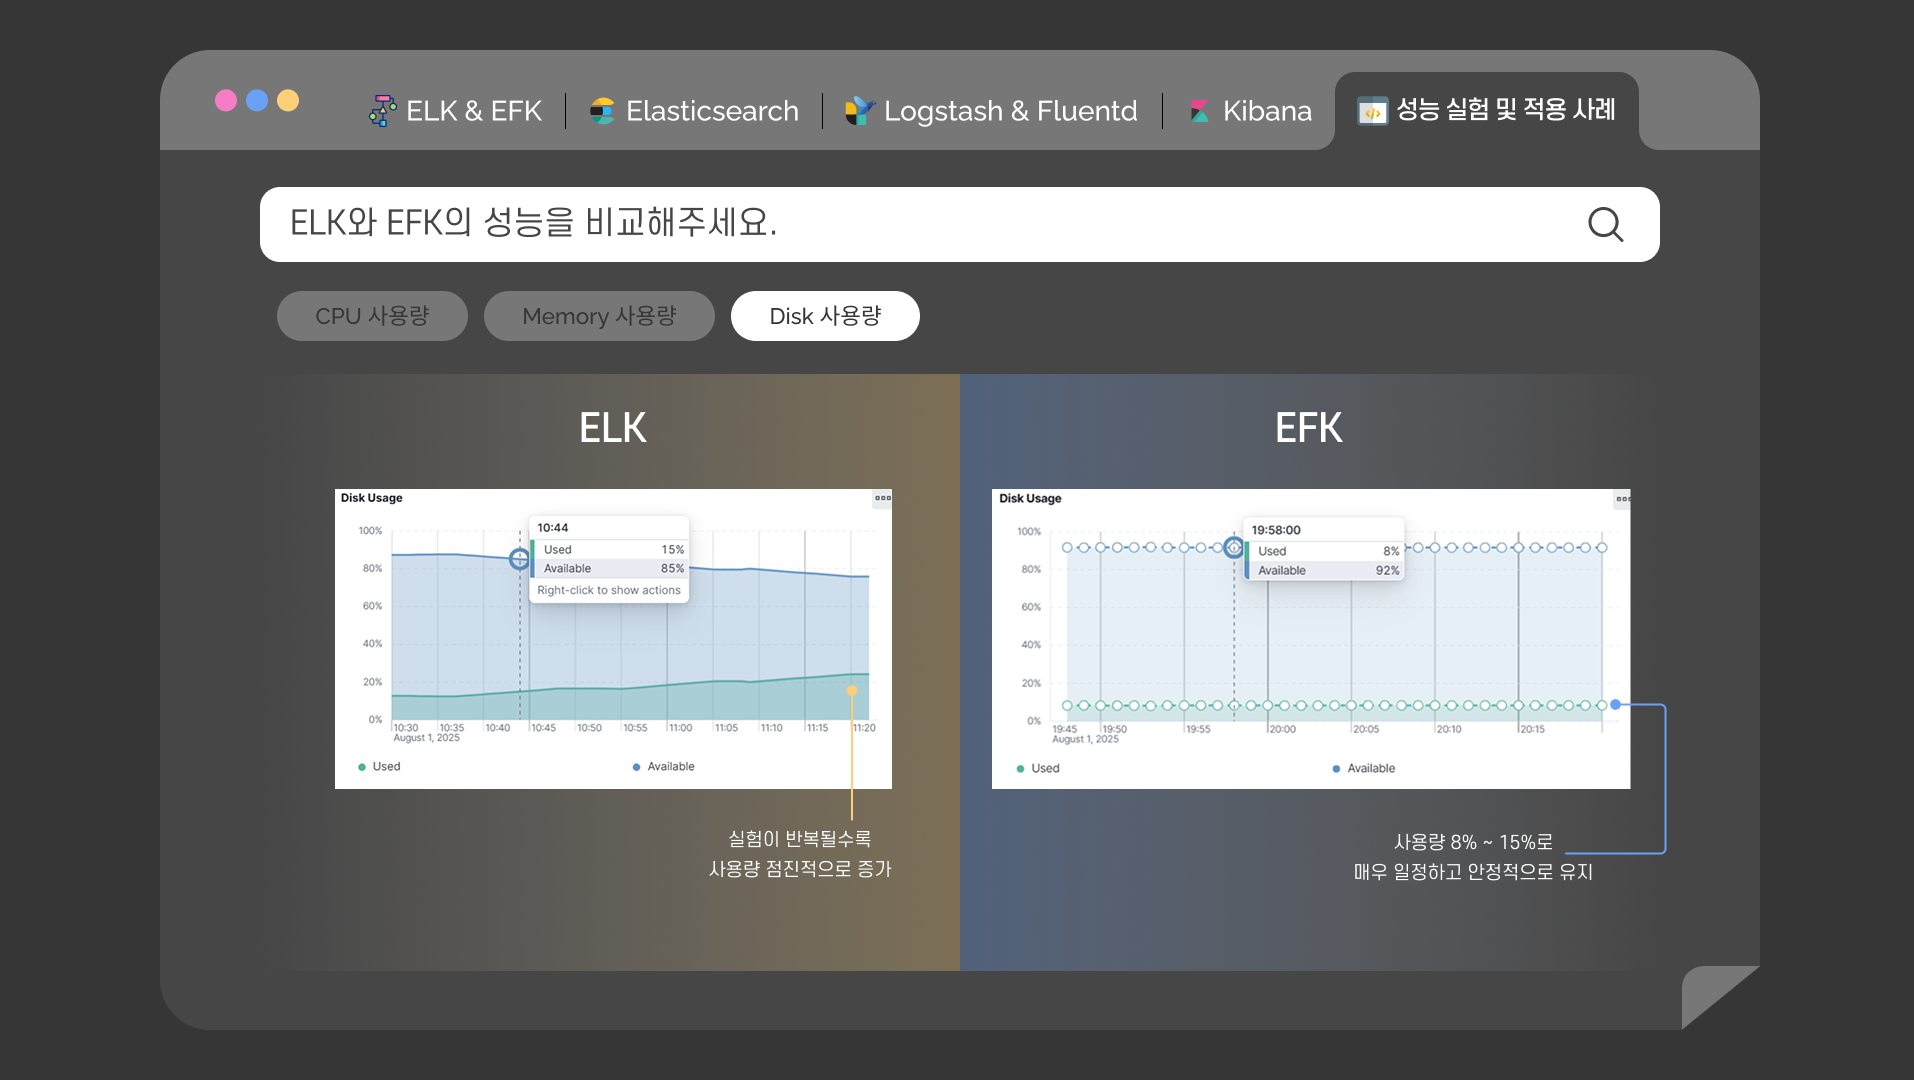 ELK & EFK
Elasticsearch
Logstash & Fluentd
Kibana
성능 실험 및 적용 사례
ELK와 EFK의 성능을 비교해주세요.
CPU 사용량
Memory 사용량
Disk 사용량
ELK
Disk Usage
10:44
Used 15%
Available 85%
Right-click to show actions
100%
80%
60%
40%
20%
0%
10:30 10:35 10:40 10:45 10:50 10:55 11:00 11:05 11:10 11:15 11:20
August 1, 2025
Used Available
실험이 반복될수록
사용량 점진적으로 증가
EFK
Disk Usage
19:58:00
Used 8%
Available 92%
100%
80%
60%
40%
20%
0%
19:45 19:50 19:55 20:00 20:05 20:10 20:15
August 1, 2025
Used Available
사용량 8% ~ 15%로
매우 일정하고 안정적으로 유지